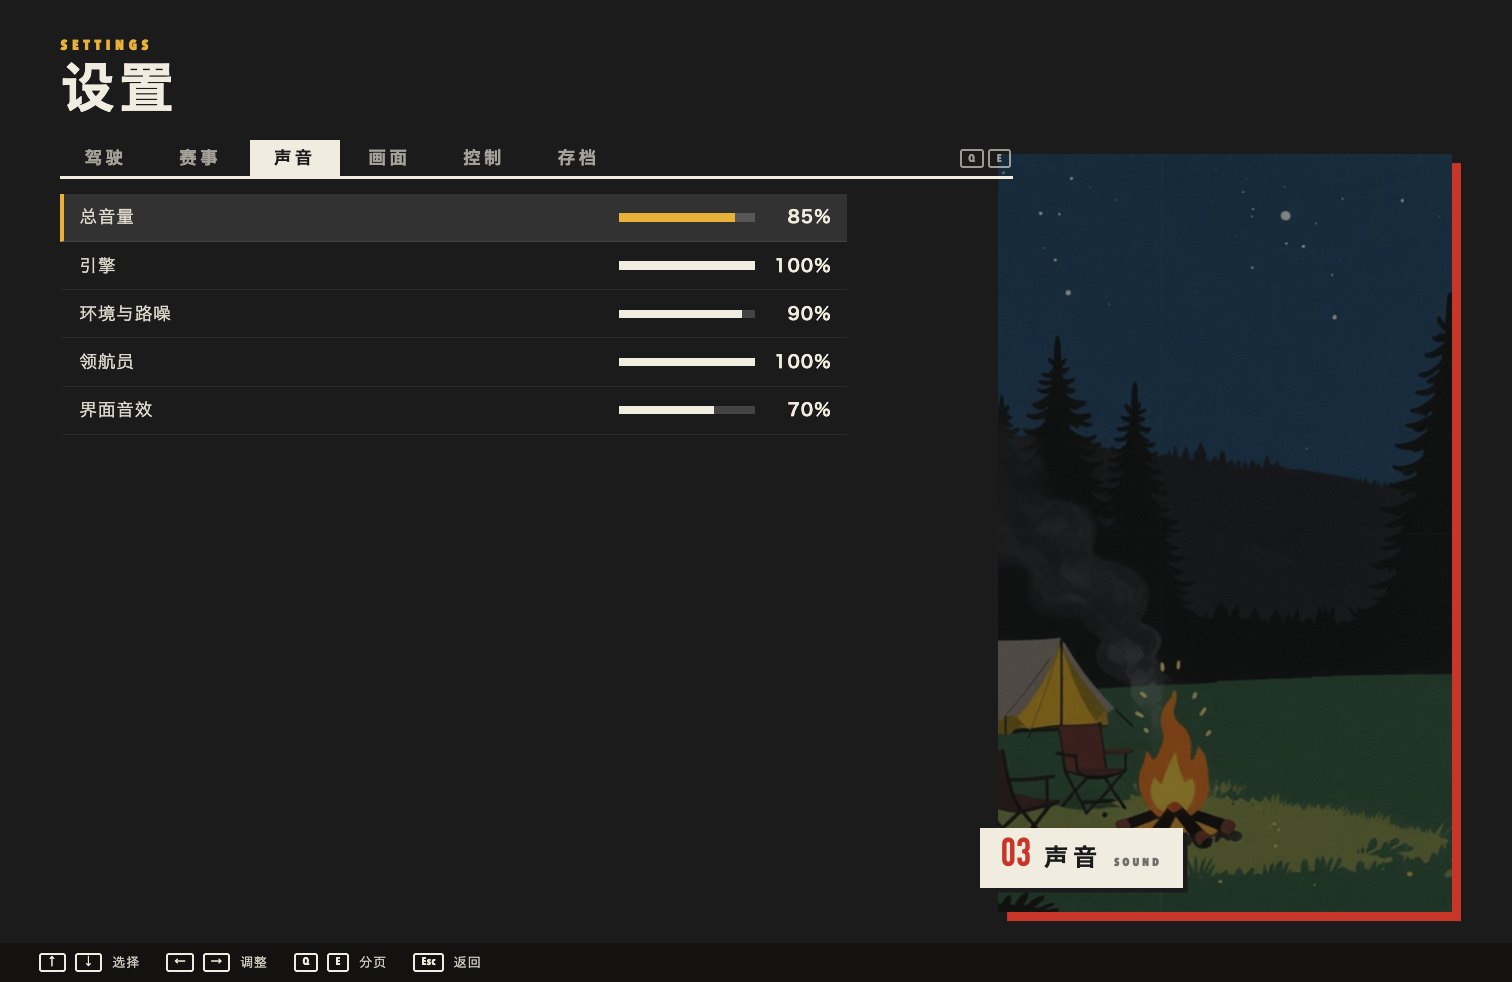 SETTINGS
设置
驾驶 赛事 声音 画面 控制 存档 Q E
总音量 85%
引擎 100%
环境与路噪 90%
领航员 100%
界面音效 70%
03 声音 SOUND
↑ ↓ 选择 ← → 调整 Q E 分页 Esc 返回